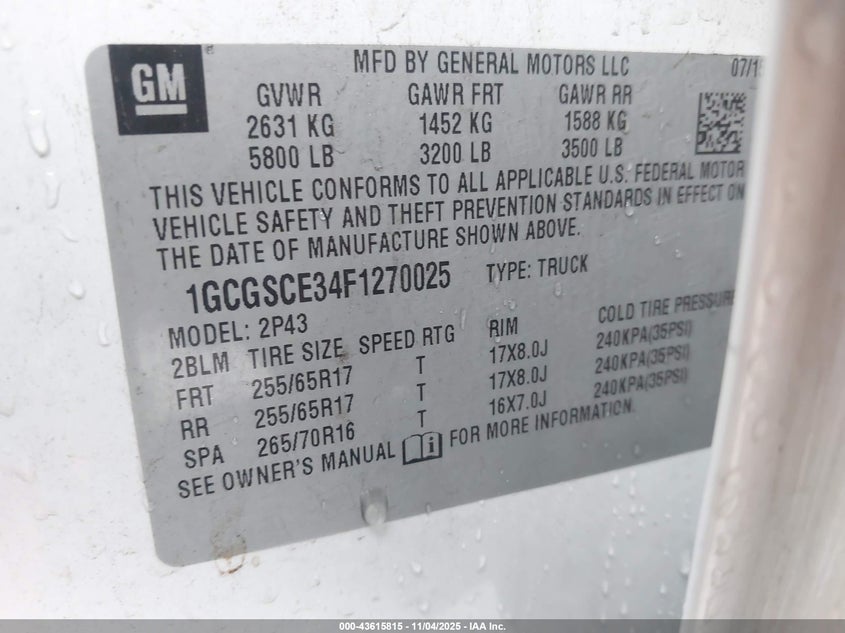 GM
MFD BY GENERAL MOTORS LLC 07/15
GVWR GAWR FRT GAWR RR
2631 KG 1452 KG 1588 KG
5800 LB 3200 LB 3500 LB
THIS VEHICLE CONFORMS TO ALL APPLICABLE U.S. FEDERAL MOTOR
VEHICLE SAFETY AND THEFT PREVENTION STANDARDS IN EFFECT ON
THE DATE OF MANUFACTURE SHOWN ABOVE.
1GCGSCE34F1270025 TYPE: TRUCK
MODEL: 2P43
2BLM TIRE SIZE SPEED RTG RIM COLD TIRE PRESSURE
FRT 255/65R17 T 17X8.0J 240KPA(35PSI)
RR 255/65R17 T 17X8.0J 240KPA(35PSI)
SPA 265/70R16 T 16X7.0J 240KPA(35PSI)
SEE OWNER'S MANUAL FOR MORE INFORMATION.
000-43615815 - 11/04/2025 - IAA Inc.